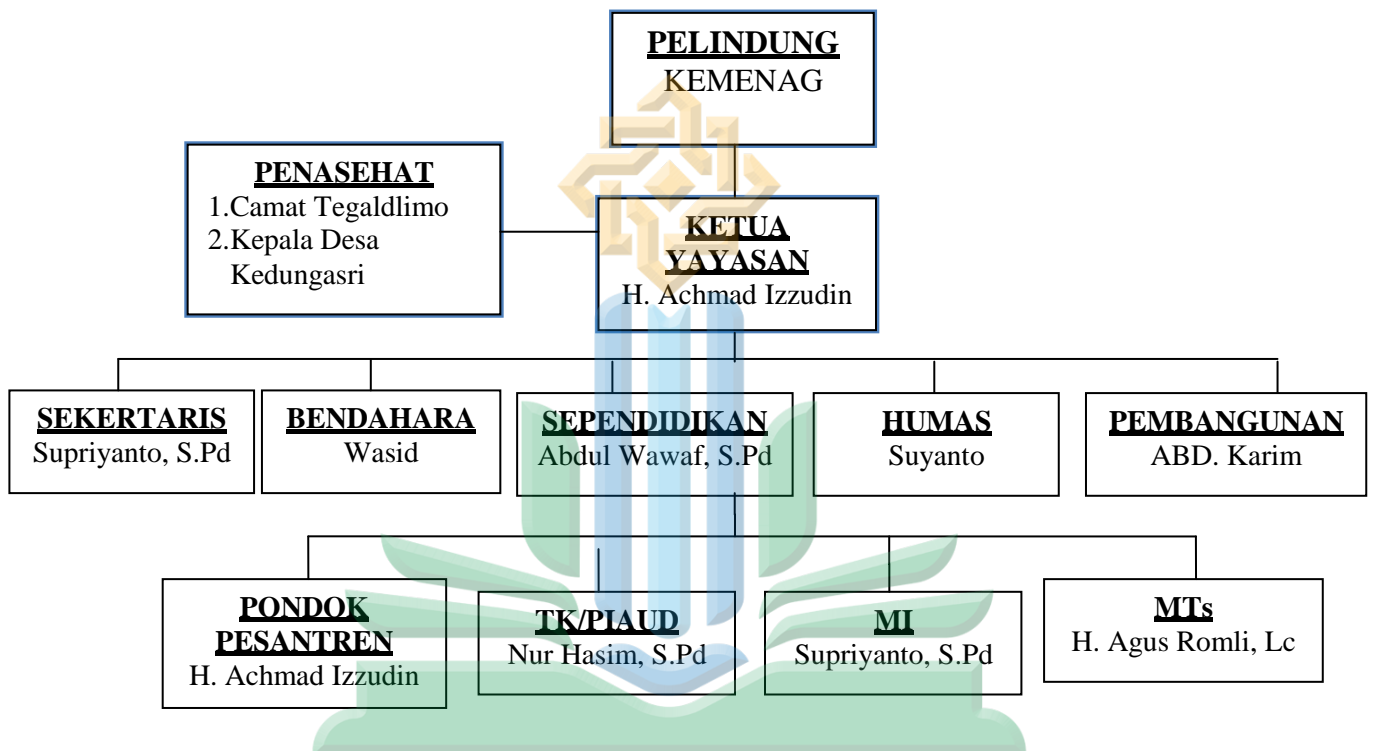 PELINDUNG
KEMENAG
PENASEHAT
1.Camat Tegaldlimo
2.Kepala Desa
Kedungasri
KETUA
YAYASAN
H. Achmad Izzudin
SEKERTARIS
Supriyanto, S.Pd
BENDAHARA
Wasid
SEPENDIDIKAN
Abdul Wawaf, S.Pd
HUMAS
Suyanto
PEMBANGUNAN
ABD. Karim
PONDOK
PESANTREN
H. Achmad Izzudin
TK/PIAUD
Nur Hasim, S.Pd
MI
Supriyanto, S.Pd
MTs
H. Agus Romli, Lc